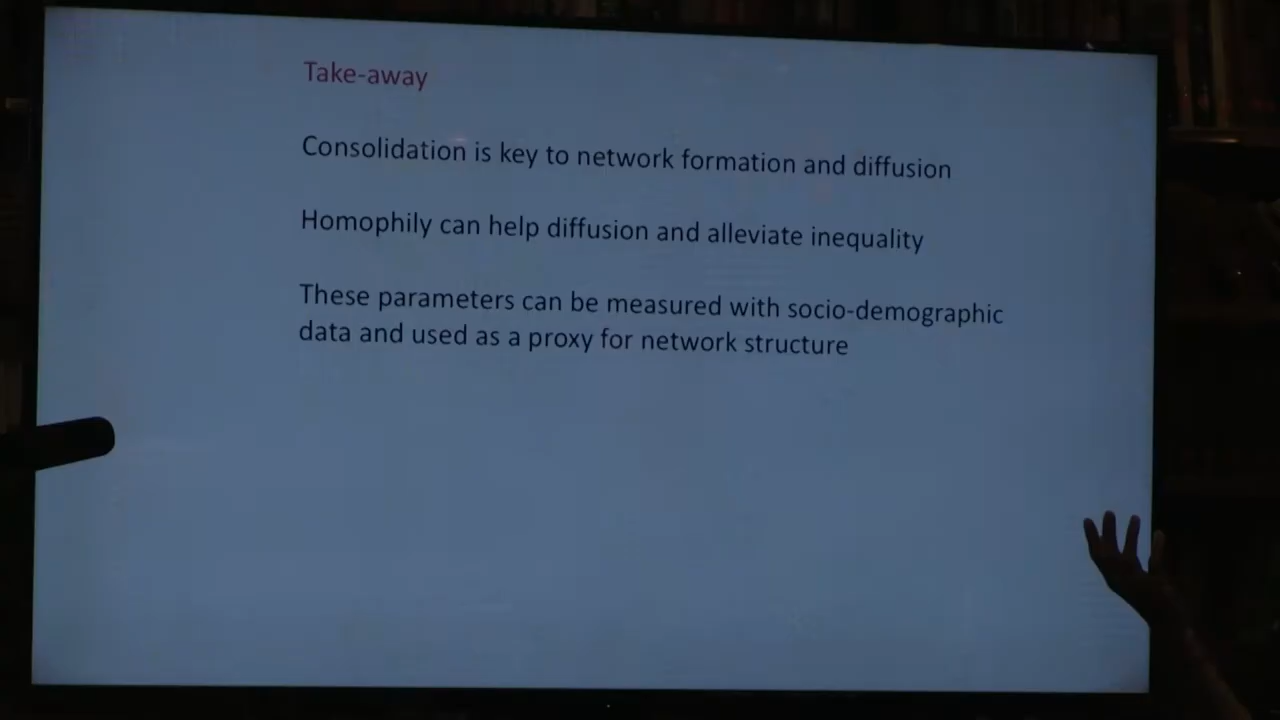 Take-away
Consolidation is key to network formation and diffusion
Homophily can help diffusion and alleviate inequality
These parameters can be measured with socio-demographic
data and used as a proxy for network structure